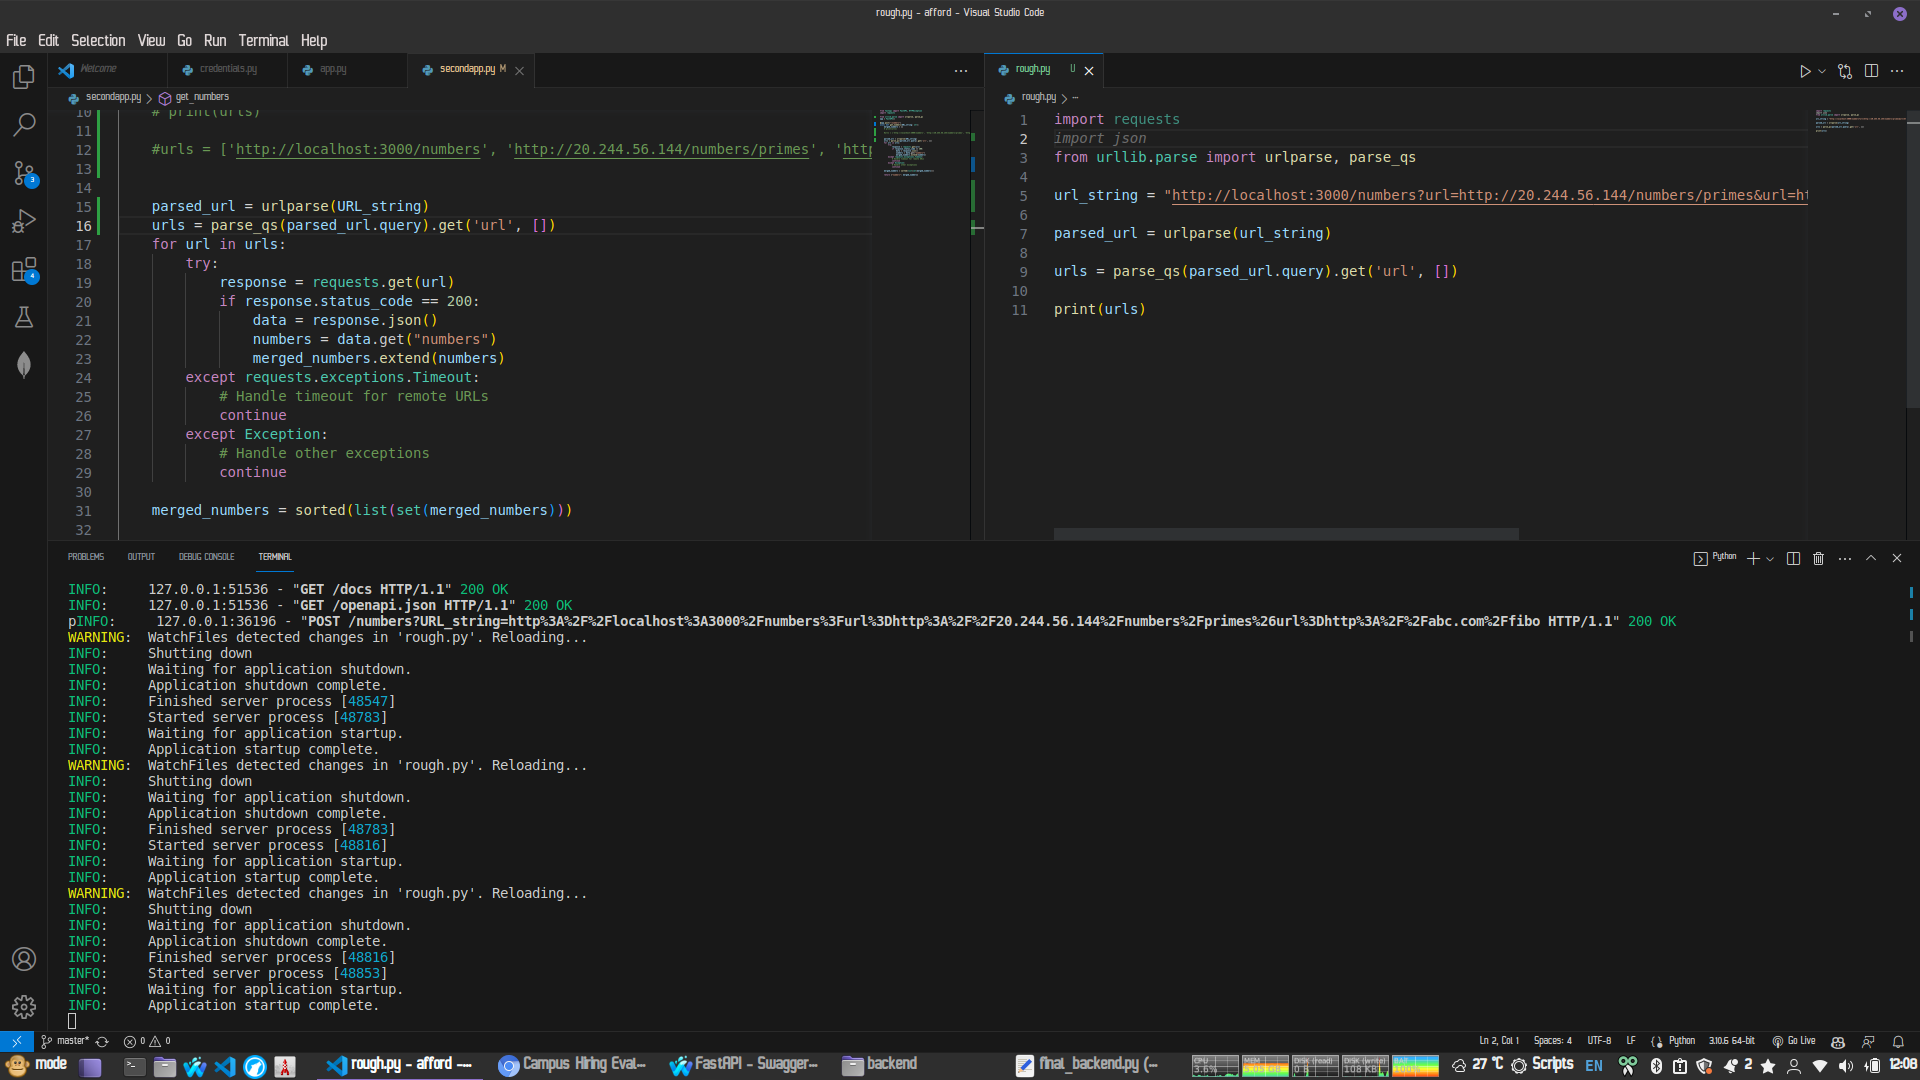 rough.py - afford - Visual Studio Code
File Edit Selection View Go Run Terminal Help
Welcome credentials.py app.py secondapp.py M
secondapp.py > get_numbers
10 # print(urls)
11
12 #urls = ['http://localhost:3000/numbers', 'http://20.244.56.144/numbers/primes', 'http
13
14
15 parsed_url = urlparse(URL_string)
16 urls = parse_qs(parsed_url.query).get('url', [])
17 for url in urls:
18 try:
19 response = requests.get(url)
20 if response.status_code == 200:
21 data = response.json()
22 numbers = data.get("numbers")
23 merged_numbers.extend(numbers)
24 except requests.exceptions.Timeout:
25 # Handle timeout for remote URLs
26 continue
27 except Exception:
28 # Handle other exceptions
29 continue
30
31 merged_numbers = sorted(list(set(merged_numbers)))
32
rough.py U
rough.py > ...
1 import requests
2 import json
3 from urllib.parse import urlparse, parse_qs
4
5 url_string = "http://localhost:3000/numbers?url=http://20.244.56.144/numbers/primes&url=ht
6
7 parsed_url = urlparse(url_string)
8
9 urls = parse_qs(parsed_url.query).get('url', [])
10
11 print(urls)
PROBLEMS OUTPUT DEBUG CONSOLE TERMINAL
Python
INFO: 127.0.0.1:51536 - "GET /docs HTTP/1.1" 200 OK
INFO: 127.0.0.1:51536 - "GET /openapi.json HTTP/1.1" 200 OK
pINFO: 127.0.0.1:36196 - "POST /numbers?URL_string=http%3A%2F%2Flocalhost%3A3000%2Fnumbers%3Furl%3Dhttp%3A%2F%2F20.244.56.144%2Fnumbers%2Fprimes%26url%3Dhttp%3A%2F%2Fabc.com%2Ffibo HTTP/1.1" 200 OK
WARNING: WatchFiles detected changes in 'rough.py'. Reloading...
INFO: Shutting down
INFO: Waiting for application shutdown.
INFO: Application shutdown complete.
INFO: Finished server process [48547]
INFO: Started server process [48783]
INFO: Waiting for application startup.
INFO: Application startup complete.
WARNING: WatchFiles detected changes in 'rough.py'. Reloading...
INFO: Shutting down
INFO: Waiting for application shutdown.
INFO: Application shutdown complete.
INFO: Finished server process [48783]
INFO: Started server process [48816]
INFO: Waiting for application startup.
INFO: Application startup complete.
WARNING: WatchFiles detected changes in 'rough.py'. Reloading...
INFO: Shutting down
INFO: Waiting for application shutdown.
INFO: Application shutdown complete.
INFO: Finished server process [48816]
INFO: Started server process [48853]
INFO: Waiting for application startup.
INFO: Application startup complete.
3
4
master* 0 0 Ln 2, Col 1 Spaces: 4 UTF-8 LF Python 3.10.6 64-bit Go Live
mode rough.py - afford -... Campus Hiring Eval... FastAPI - Swagger... backend final_backend.py (-... CPU 3.6% MEM DISK (read) 0 B DISK (write) 108 KB 27 °C Scripts EN 2 12:08